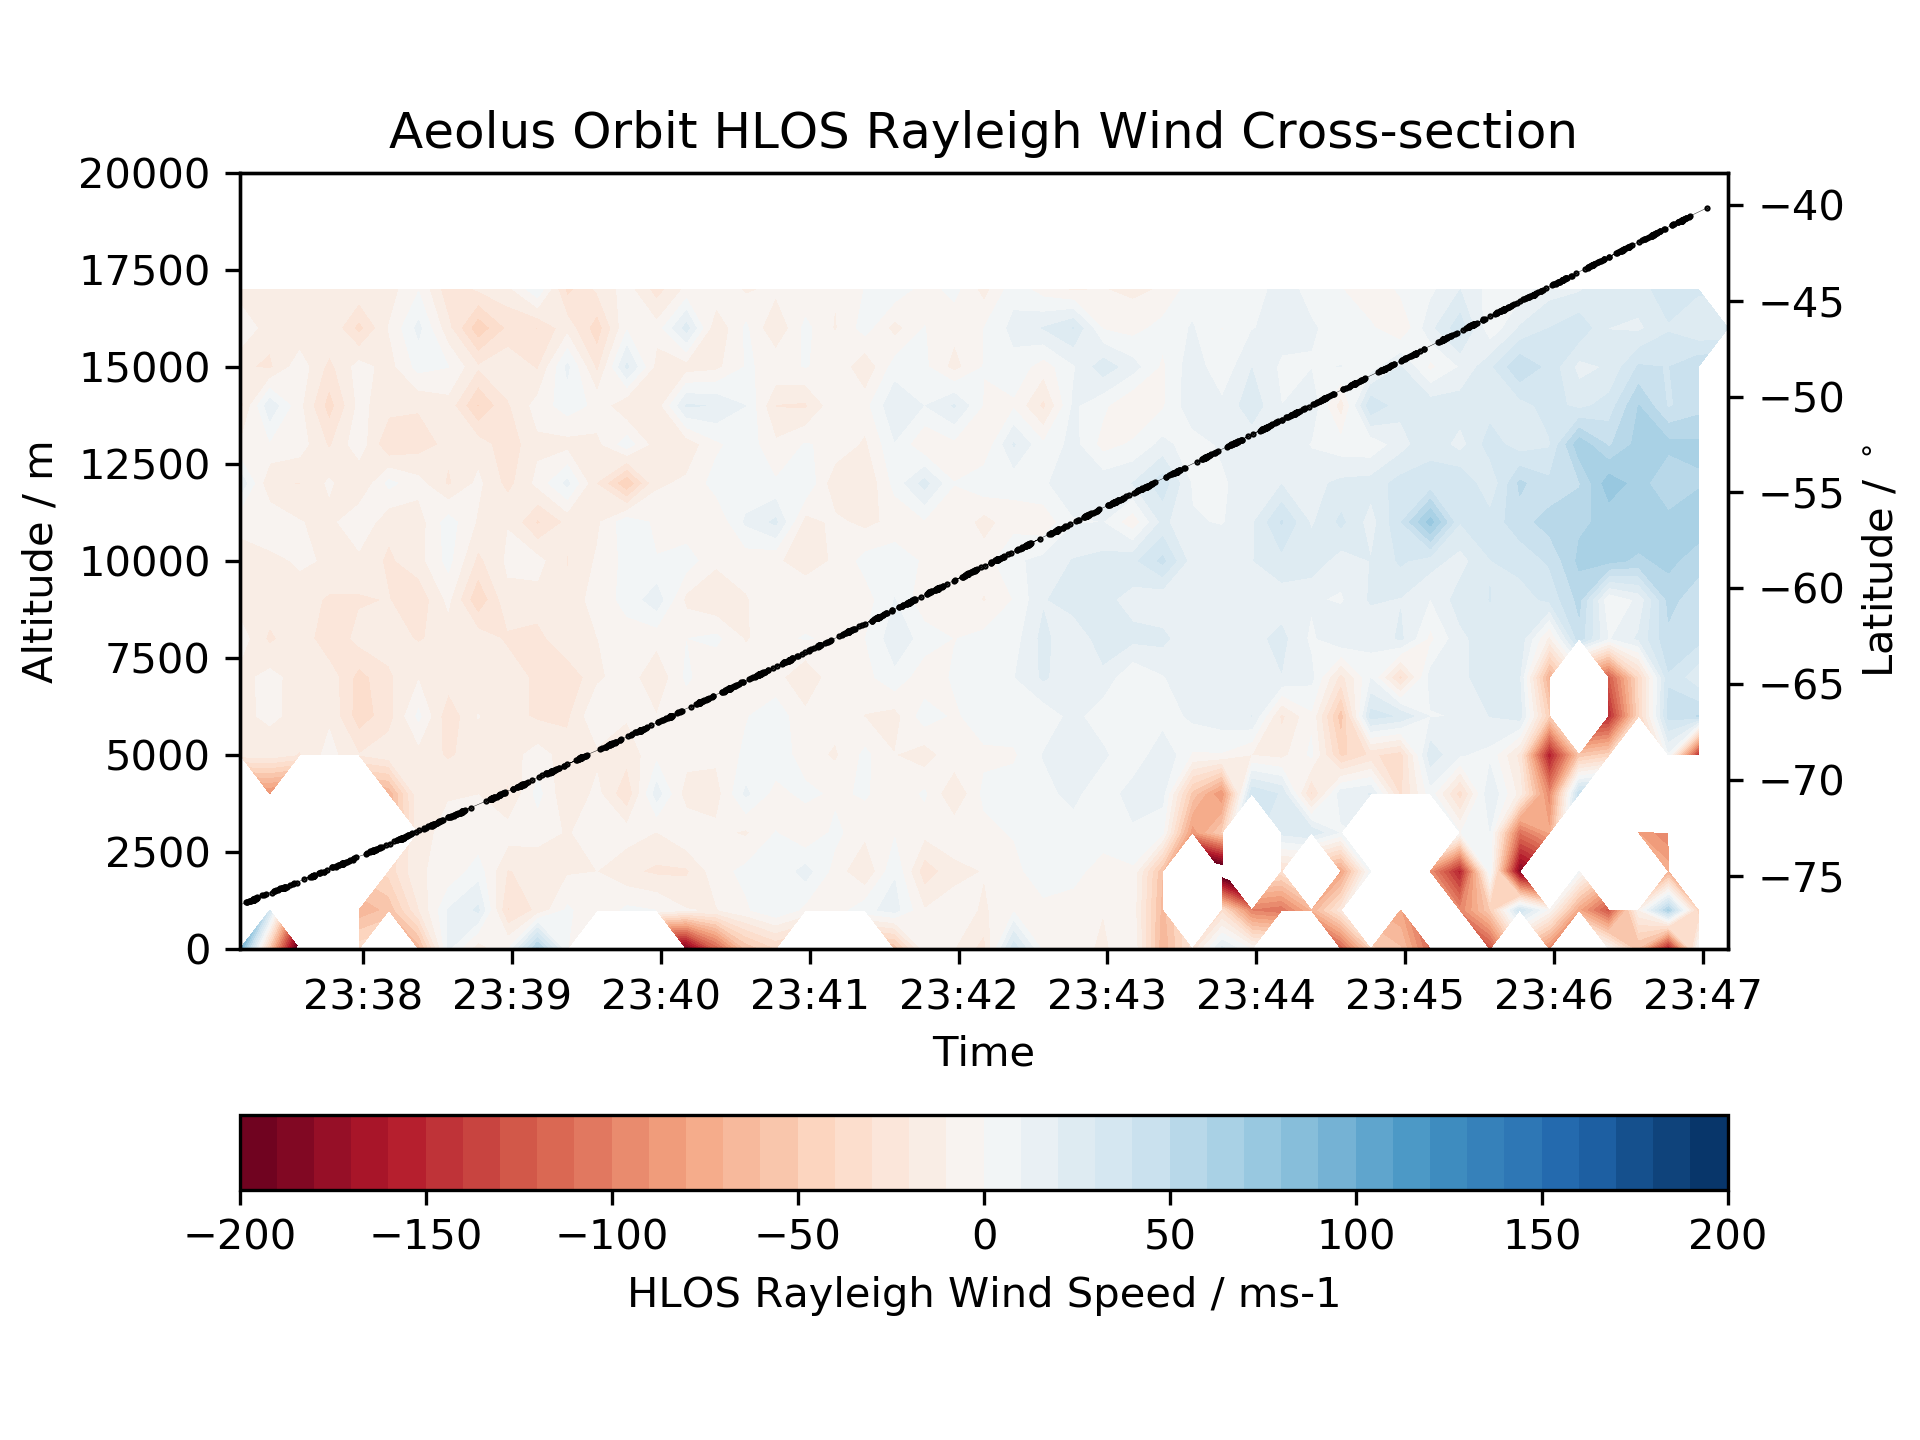 Aeolus Orbit HLOS Rayleigh Wind Cross-section
20000
17500
15000
12500
10000
7500
5000
2500
0
Altitude / m
−40
−45
−50
−55
−60
−65
−70
−75
Latitude / °
23:38 23:39 23:40 23:41 23:42 23:43 23:44 23:45 23:46 23:47
Time
−200 −150 −100 −50 0 50 100 150 200
HLOS Rayleigh Wind Speed / ms-1